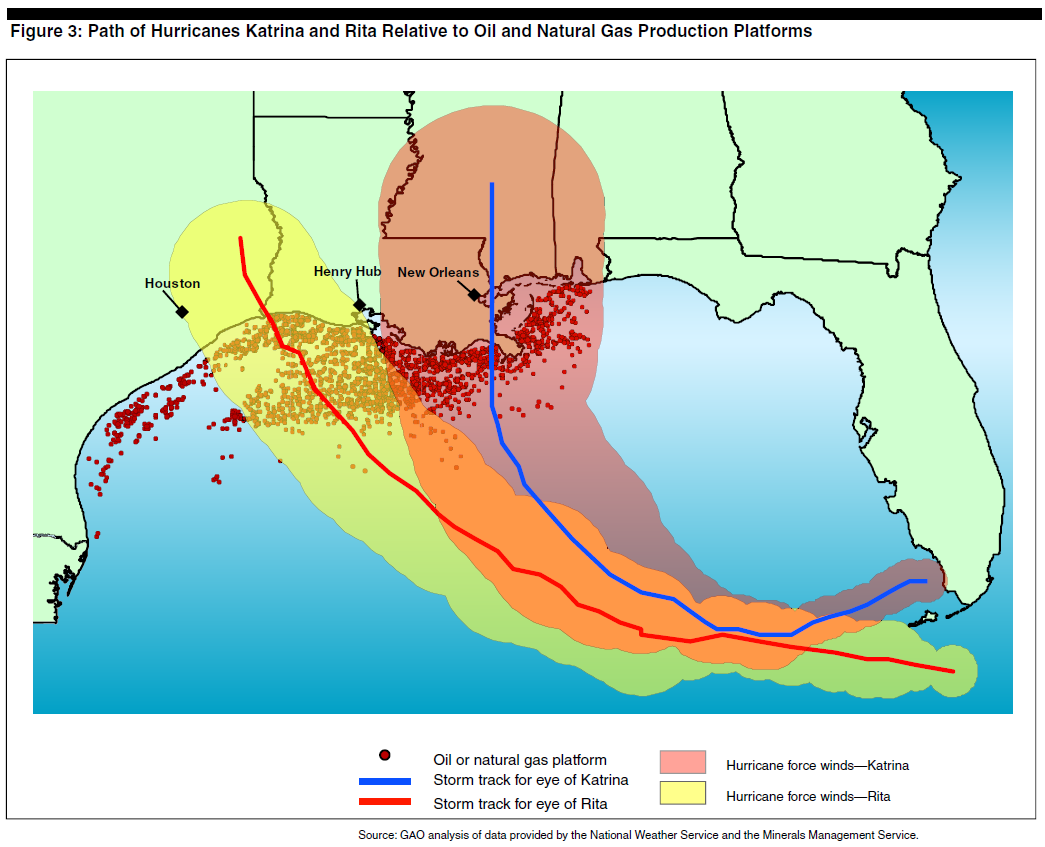 Figure 3: Path of Hurricanes Katrina and Rita Relative to Oil and Natural Gas Production Platforms
Houston
Henry Hub
New Orleans
Oil or natural gas platform
Storm track for eye of Katrina
Storm track for eye of Rita
Hurricane force winds—Katrina
Hurricane force winds—Rita
Source: GAO analysis of data provided by the National Weather Service and the Minerals Management Service.